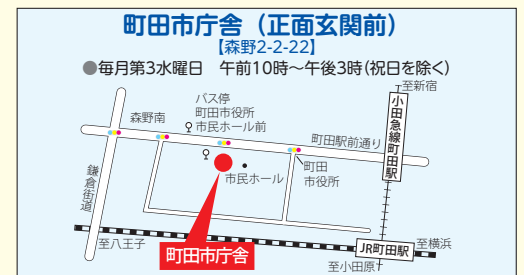 町田市庁舎（正面玄関前）
【森野2-2-22】
●毎月第3水曜日　午前10時～午後3時（祝日を除く）
至新宿
バス停
町田市役所
市民ホール前
森野南
町田駅前通り
小田急線町田駅
鎌倉街道
市民ホール
町田
市役所
町田市庁舎
至八王子
JR町田駅
至横浜
至小田原